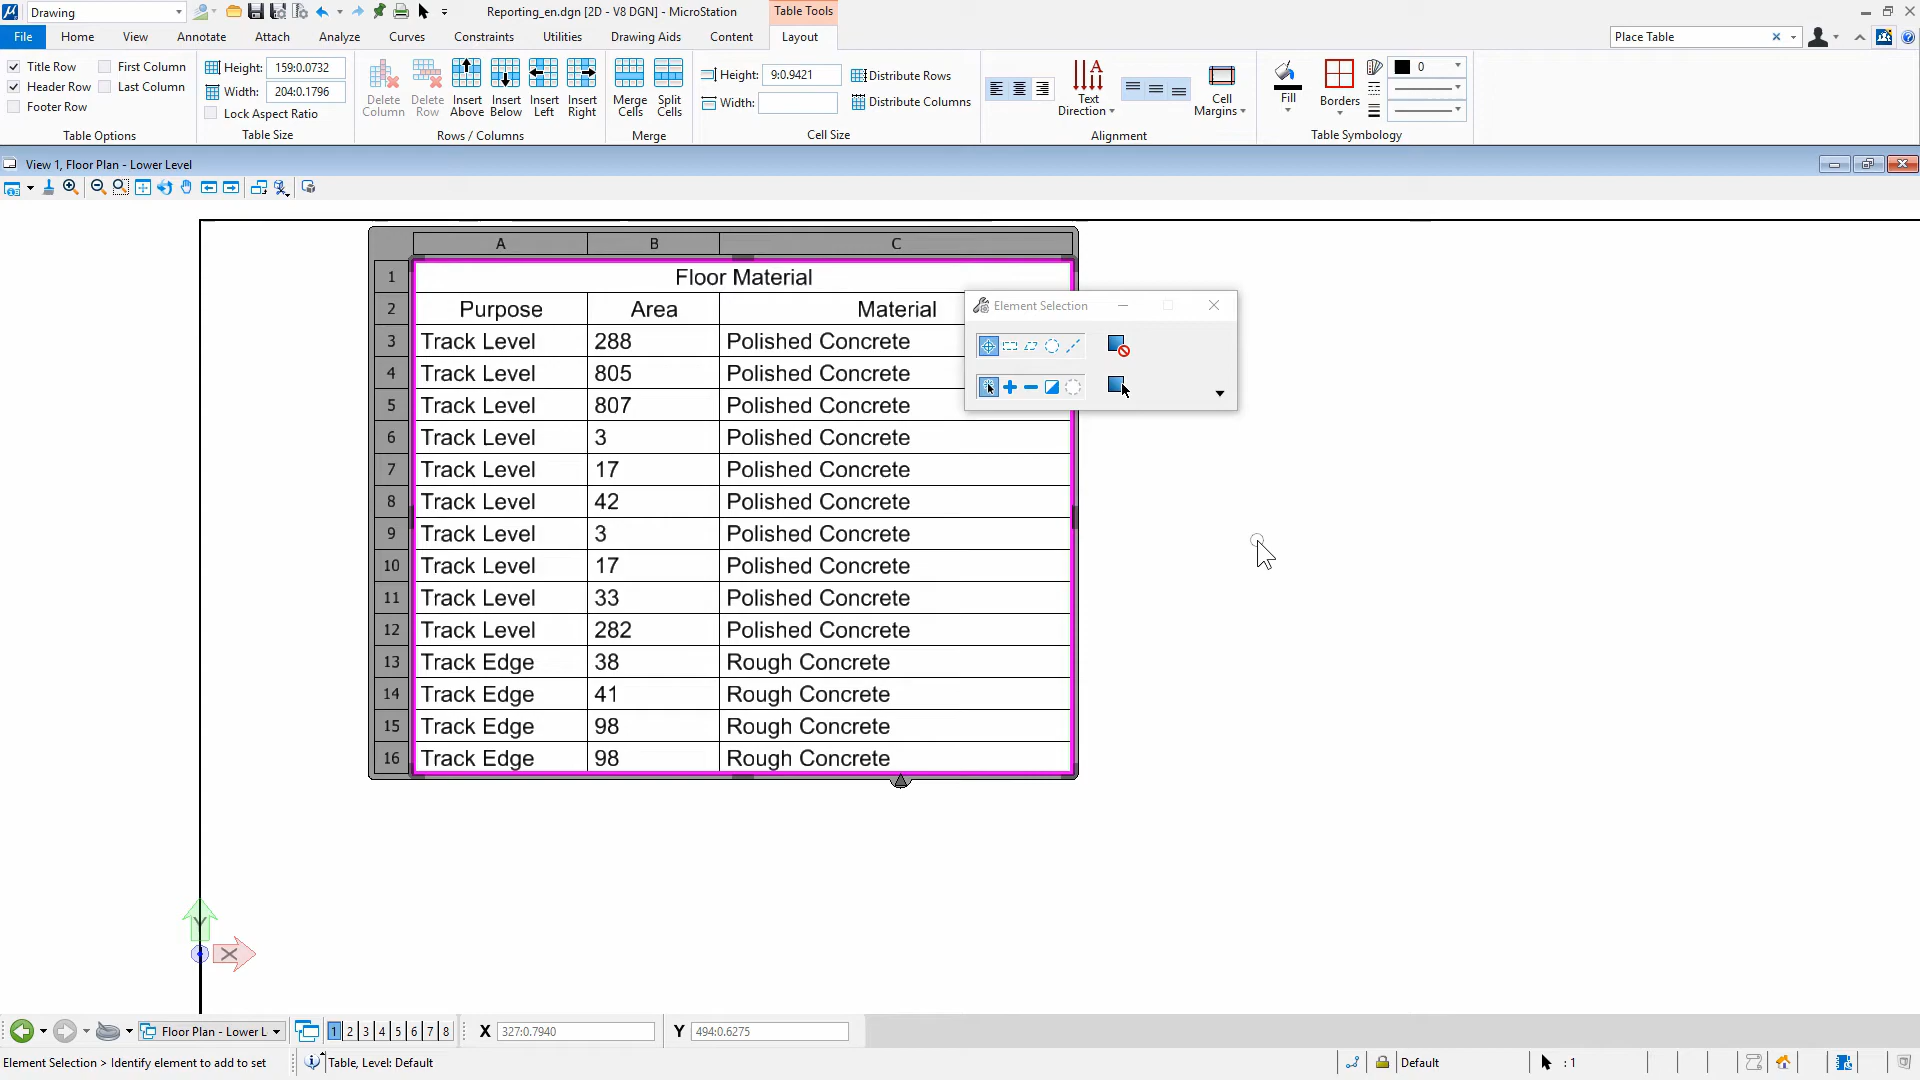 Drawing
Reporting_en.dgn [2D - V8 DGN] - MicroStation
Table Tools
File Home View Annotate Attach Analyze Curves Constraints Utilities Drawing Aids Content Layout
Place Table
Title Row First Column
Header Row Last Column
Footer Row
Table Options
Height: 159:0.0732
Width: 204:0.1796
Lock Aspect Ratio
Table Size
Delete Column
Delete Row
Insert Above
Insert Below
Insert Left
Insert Right
Rows / Columns
Merge Cells
Split Cells
Merge
Height: 9:0.9421
Width:
Distribute Rows
Distribute Columns
Cell Size
Text Direction
Cell Margins
Alignment
Fill
Borders
0
Table Symbology
View 1, Floor Plan - Lower Level
A B C
1 Floor Material
2 Purpose Area Material
3 Track Level 288 Polished Concrete
4 Track Level 805 Polished Concrete
5 Track Level 807 Polished Concrete
6 Track Level 3 Polished Concrete
7 Track Level 17 Polished Concrete
8 Track Level 42 Polished Concrete
9 Track Level 3 Polished Concrete
10 Track Level 17 Polished Concrete
11 Track Level 33 Polished Concrete
12 Track Level 282 Polished Concrete
13 Track Edge 38 Rough Concrete
14 Track Edge 41 Rough Concrete
15 Track Edge 98 Rough Concrete
16 Track Edge 98 Rough Concrete
Element Selection
Y
X
Floor Plan - Lower L 1 2 3 4 5 6 7 8 X 327:0.7940 Y 494:0.6275
Element Selection > Identify element to add to set Table, Level: Default Default : 1